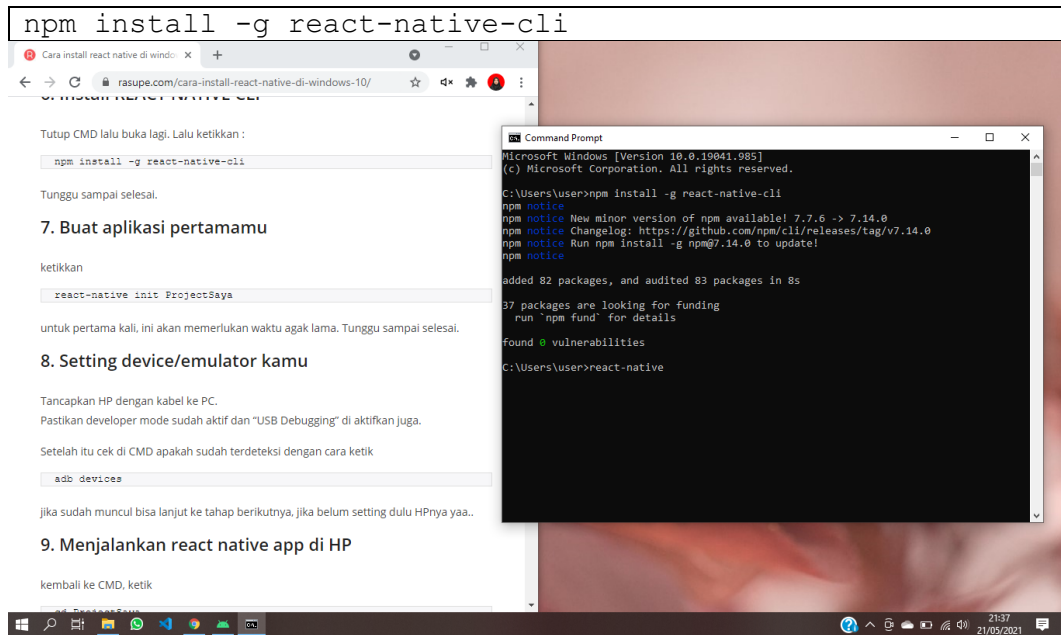 npm install -g react-native-cli
Cara install react native di windo
rasupe.com/cara-install-react-native-di-windows-10/
6. Install REACT NATIVE CLI
Tutup CMD lalu buka lagi. Lalu ketikkan :
npm install -g react-native-cli
Tunggu sampai selesai.
7. Buat aplikasi pertamamu
ketikkan
react-native init ProjectSaya
untuk pertama kali, ini akan memerlukan waktu agak lama. Tunggu sampai selesai.
8. Setting device/emulator kamu
Tancapkan HP dengan kabel ke PC.
Pastikan developer mode sudah aktif dan “USB Debugging” di aktifkan juga.
Setelah itu cek di CMD apakah sudah terdeteksi dengan cara ketik
adb devices
jika sudah muncul bisa lanjut ke tahap berikutnya, jika belum setting dulu HPnya yaa..
9. Menjalankan react native app di HP
kembali ke CMD, ketik
cd ProjectSaya
Command Prompt
Microsoft Windows [Version 10.0.19041.985]
(c) Microsoft Corporation. All rights reserved.
C:\Users\user>npm install -g react-native-cli
npm notice
npm notice New minor version of npm available! 7.7.6 -> 7.14.0
npm notice Changelog: https://github.com/npm/cli/releases/tag/v7.14.0
npm notice Run npm install -g npm@7.14.0 to update!
npm notice
added 82 packages, and audited 83 packages in 8s
37 packages are looking for funding
run `npm fund` for details
found 0 vulnerabilities
C:\Users\user>react-native
21:37
21/05/2021